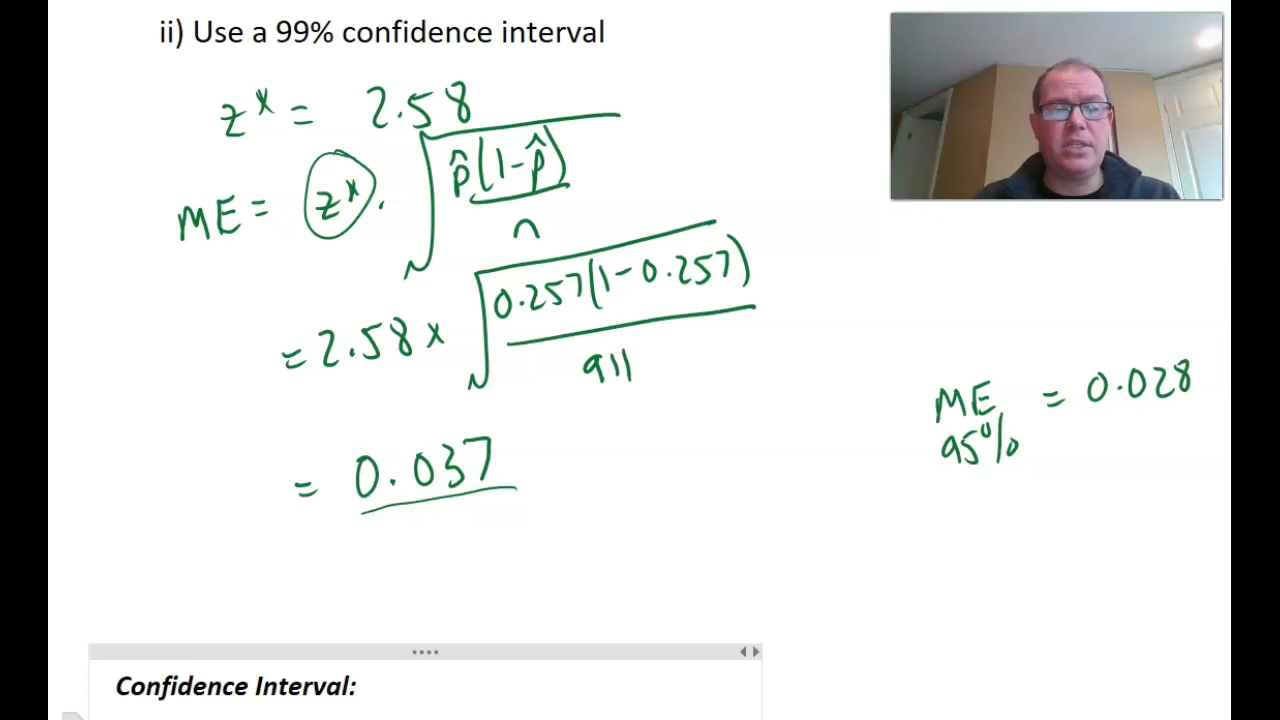 ii) Use a 99% confidence interval
z* = 2.58
ME = z* · √(p̂(1-p̂)/n)
= 2.58 × √(0.257(1-0.257)/911)
ME 95% = 0.028
= 0.037
Confidence Interval: